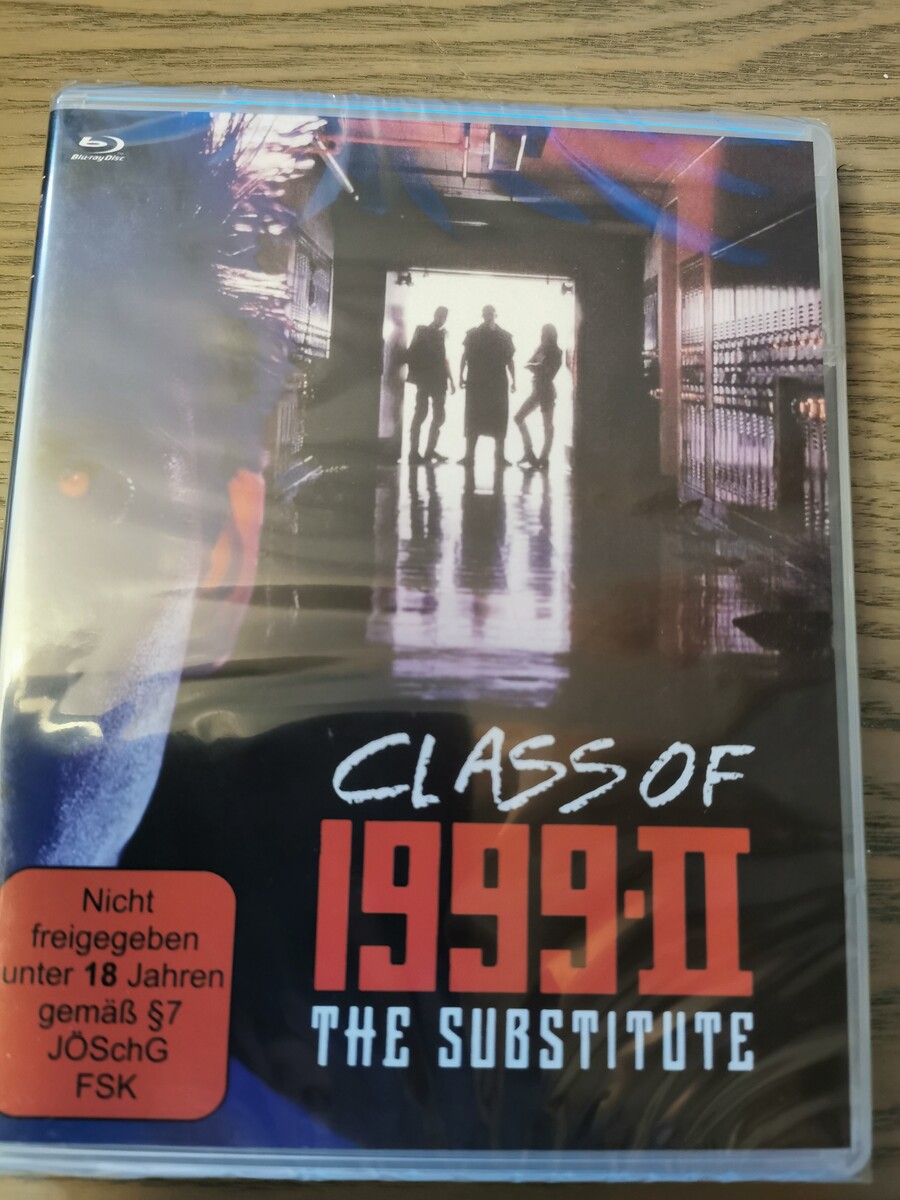 Blu-ray Disc
CLASS OF
1999·II
THE SUBSTITUTE
Nicht
freigegeben
unter 18 Jahren
gemäß §7
JÖSchG
FSK